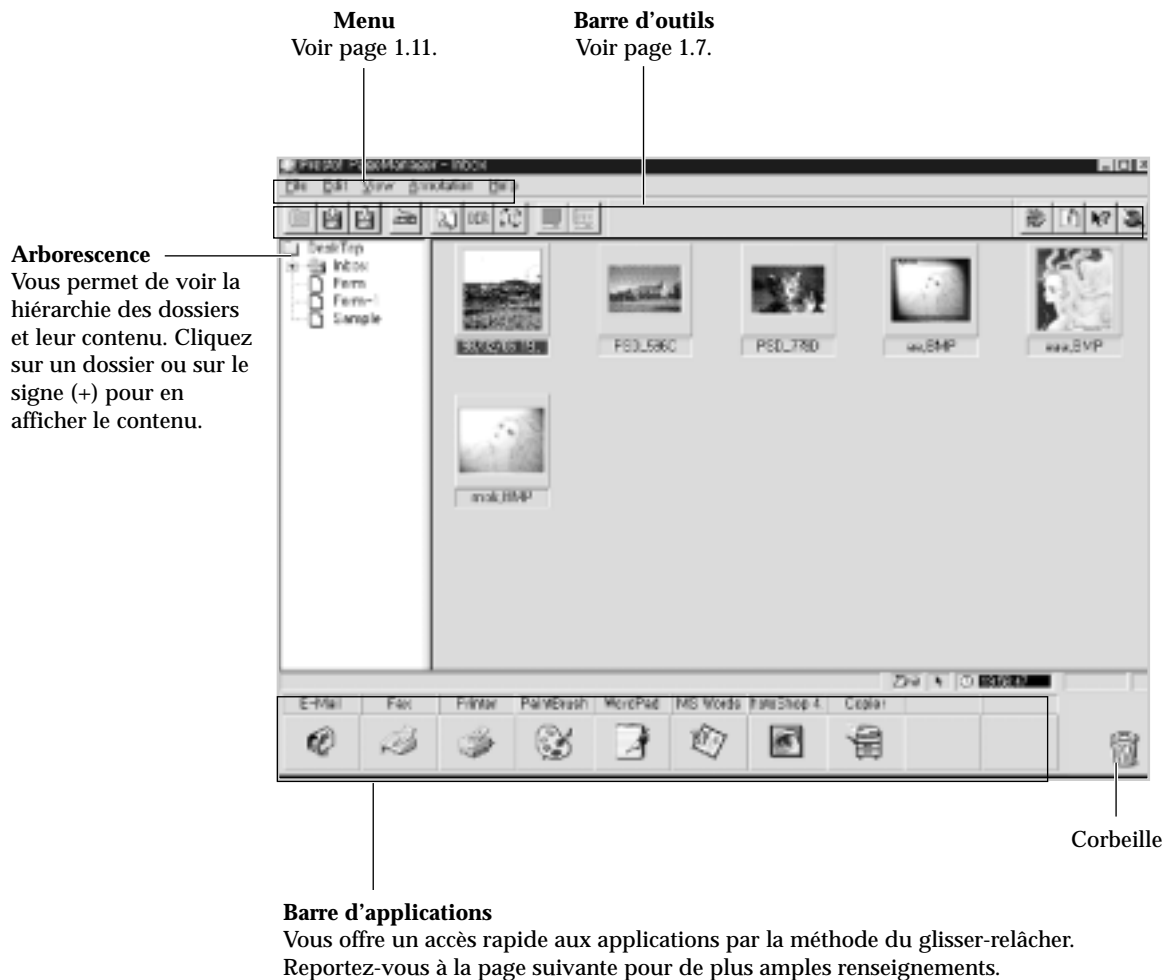 Menu
Voir page 1.11.
Barre d'outils
Voir page 1.7.
Presto! PageManager - Inbox
File Edit View Annotation Help
OCR
Arborescence
Vous permet de voir la
hiérarchie des dossiers
et leur contenu. Cliquez
sur un dossier ou sur le
signe (+) pour en
afficher le contenu.
DeskTop
Inbox
Form
Form-1
Sample
PSD_596C
PSD_778D
E-Mail Fax Printer PaintBrush WordPad MS Words Copier
Corbeille
Barre d'applications
Vous offre un accès rapide aux applications par la méthode du glisser-relâcher.
Reportez-vous à la page suivante pour de plus amples renseignements.